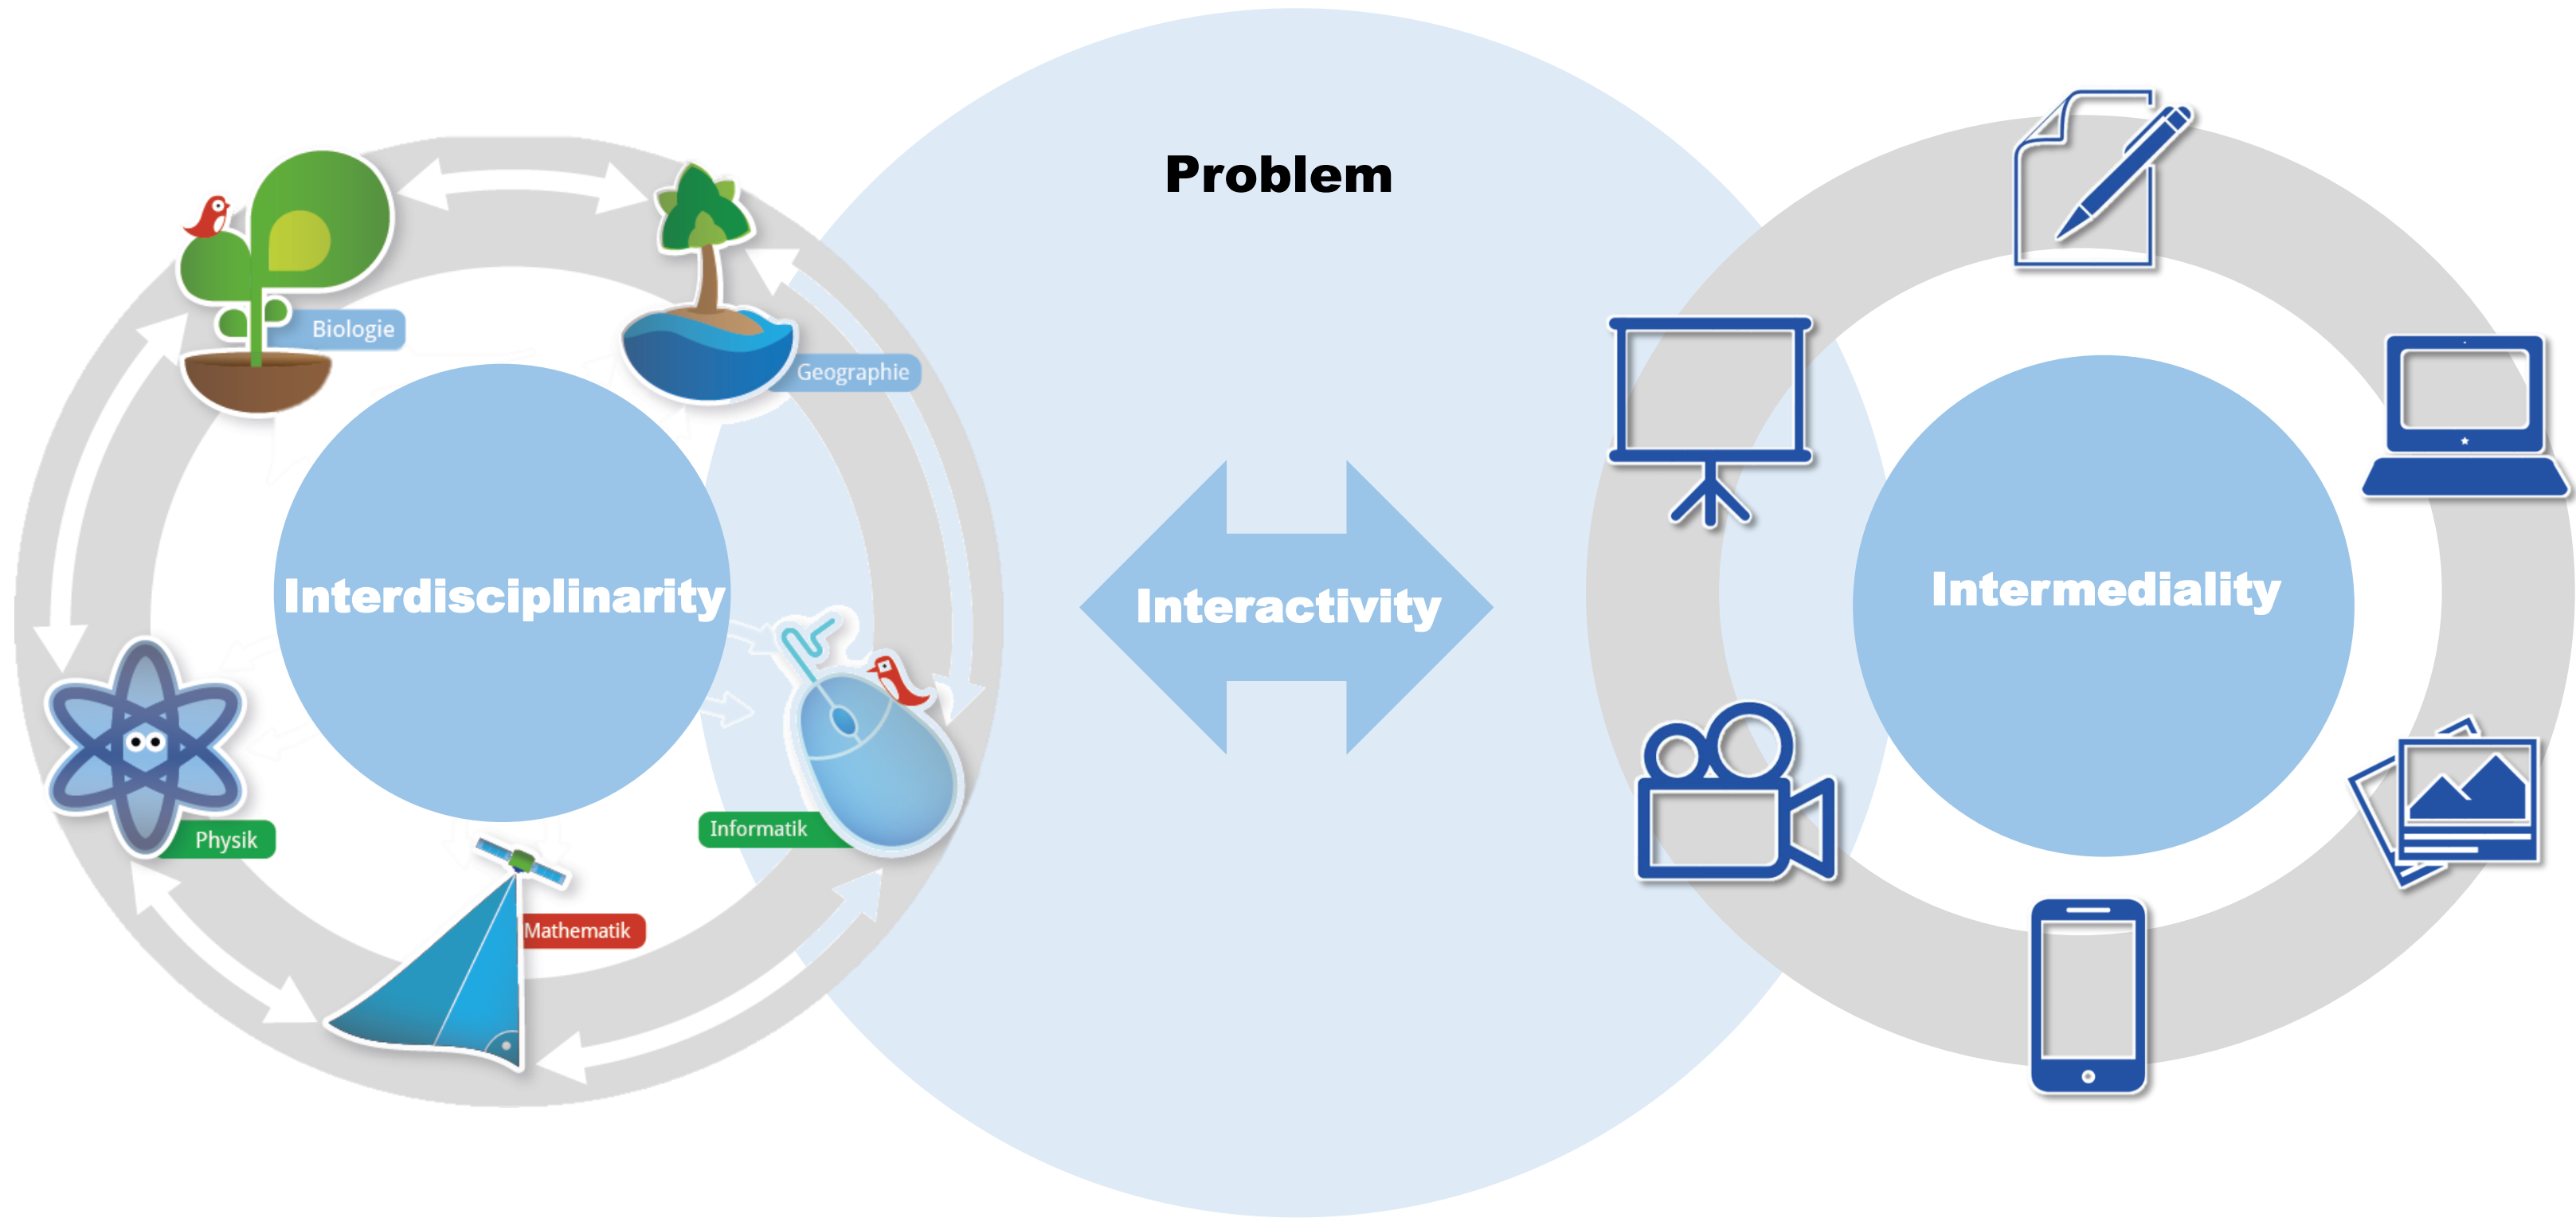 Problem
Biologie
Geographie
Interdisciplinarity
Interactivity
Intermediality
Physik
Informatik
Mathematik